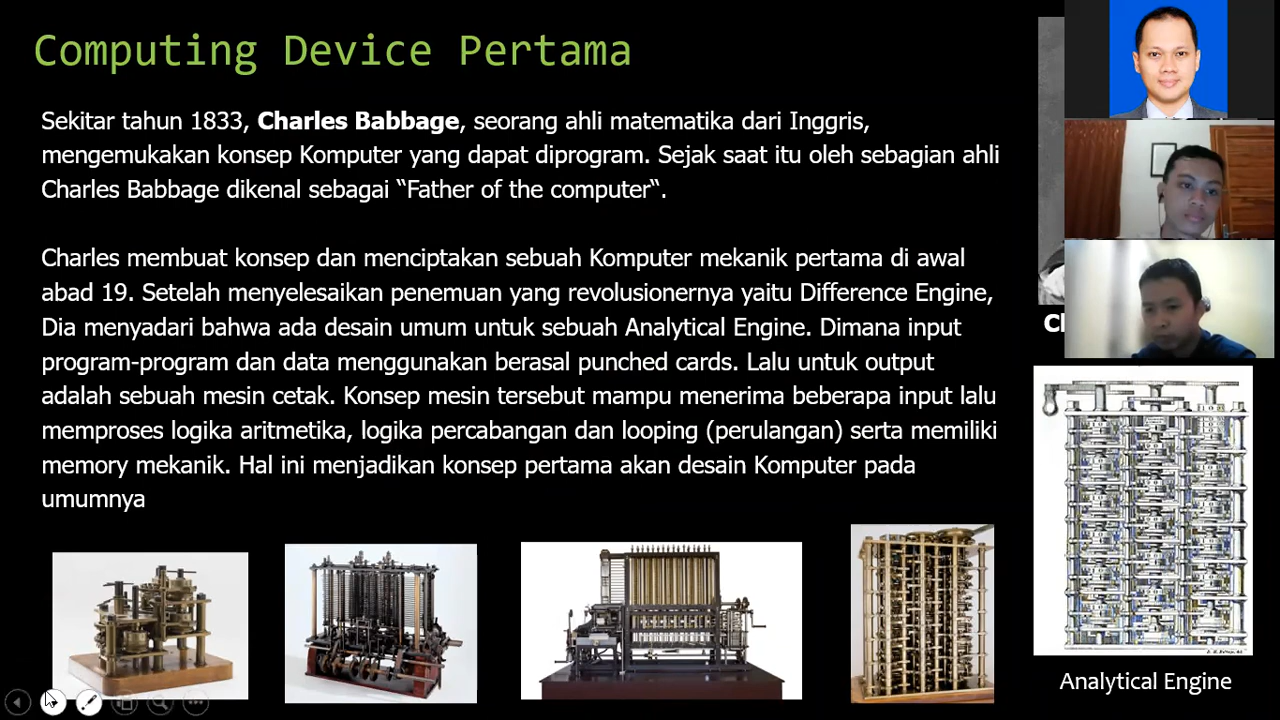 Computing Device Pertama
Sekitar tahun 1833, Charles Babbage, seorang ahli matematika dari Inggris,
mengemukakan konsep Komputer yang dapat diprogram. Sejak saat itu oleh sebagian ahli
Charles Babbage dikenal sebagai “Father of the computer“.
Charles membuat konsep dan menciptakan sebuah Komputer mekanik pertama di awal
abad 19. Setelah menyelesaikan penemuan yang revolusionernya yaitu Difference Engine,
Dia menyadari bahwa ada desain umum untuk sebuah Analytical Engine. Dimana input
program-program dan data menggunakan berasal punched cards. Lalu untuk output
adalah sebuah mesin cetak. Konsep mesin tersebut mampu menerima beberapa input lalu
memproses logika aritmetika, logika percabangan dan looping (perulangan) serta memiliki
memory mekanik. Hal ini menjadikan konsep pertama akan desain Komputer pada
umumnya
Analytical Engine